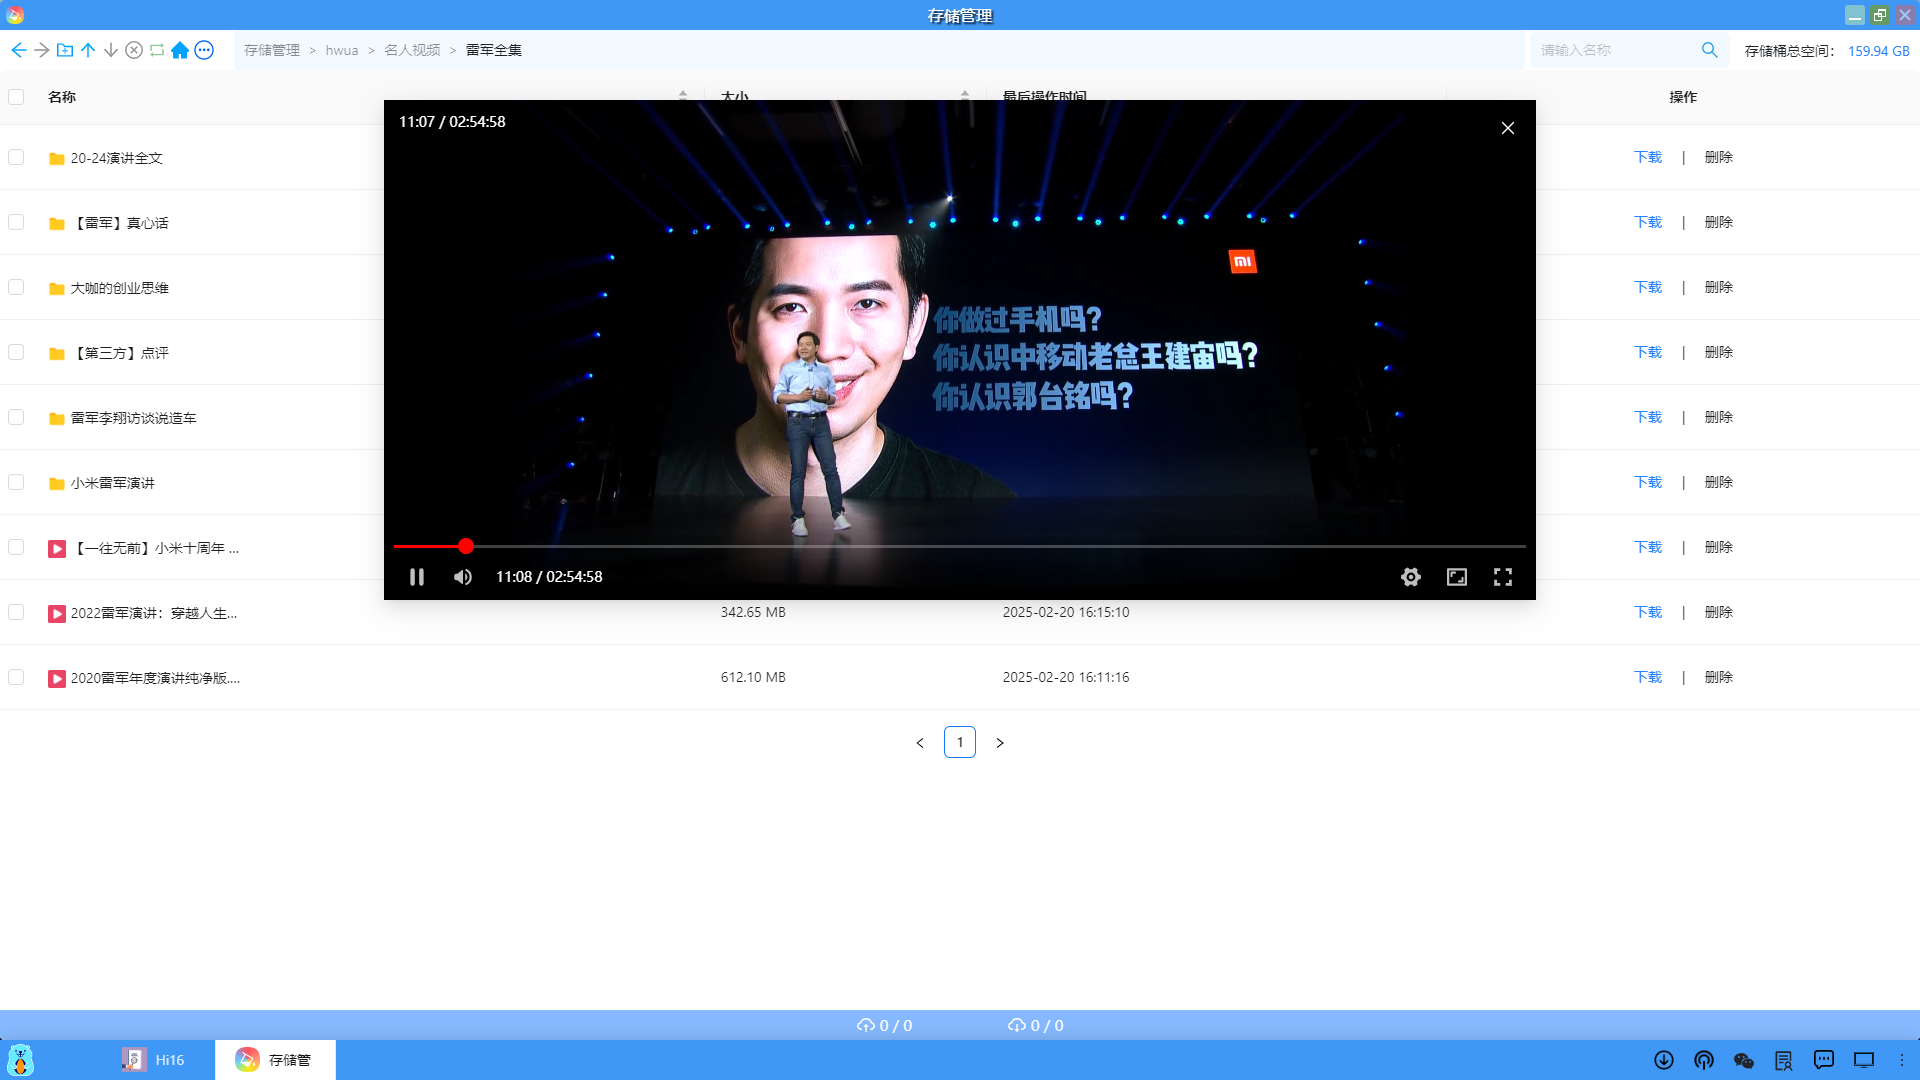 存储管理
存储管理 > hwua > 名人视频 > 雷军全集
请输入名称
存储桶总空间： 159.94 GB
名称
大小
最后操作时间
操作
11:07 / 02:54:58
20-24演讲全文
下载 | 删除
【雷军】真心话
下载 | 删除
大咖的创业思维
下载 | 删除
mi
你做过手机吗？
你认识中移动老总王建宙吗？
你认识郭台铭吗？
【第三方】点评
下载 | 删除
雷军李翔访谈说造车
下载 | 删除
小米雷军演讲
下载 | 删除
【一往无前】小米十周年 ...
下载 | 删除
11:08 / 02:54:58
2022雷军演讲：穿越人生...
342.65 MB
2025-02-20 16:15:10
下载 | 删除
2020雷军年度演讲纯净版....
612.10 MB
2025-02-20 16:11:16
下载 | 删除
< 1 >
0 / 0
0 / 0
Hi16
存储管